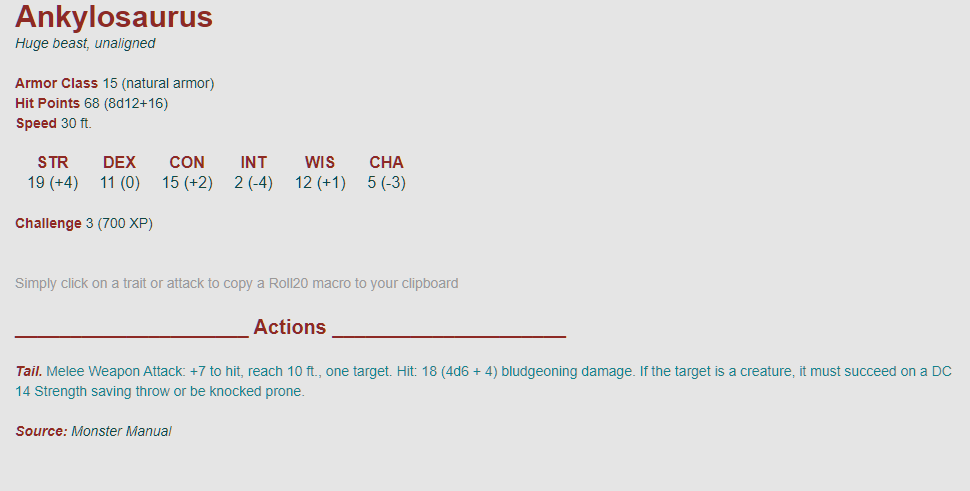 Ankylosaurus
Huge beast, unaligned
Armor Class 15 (natural armor)
Hit Points 68 (8d12+16)
Speed 30 ft.
STR DEX CON INT WIS CHA
19 (+4) 11 (0) 15 (+2) 2 (-4) 12 (+1) 5 (-3)
Challenge 3 (700 XP)
Simply click on a trait or attack to copy a Roll20 macro to your clipboard
Actions
Tail. Melee Weapon Attack: +7 to hit, reach 10 ft., one target. Hit: 18 (4d6 + 4) bludgeoning damage. If the target is a creature, it must succeed on a DC
14 Strength saving throw or be knocked prone.
Source: Monster Manual